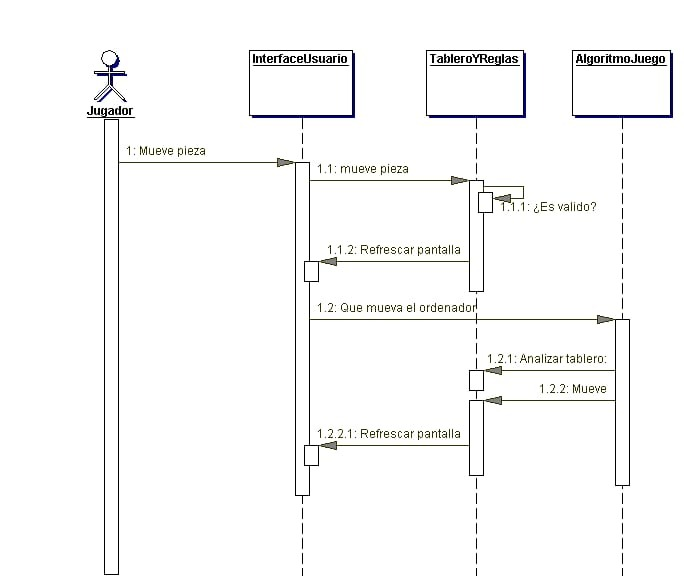 InterfaceUsuario
TableroYReglas
AlgoritmoJuego
Jugador
1: Mueve pieza
1.1: mueve pieza
1.1.1: ¿Es valido?
1.1.2: Refrescar pantalla
1.2: Que mueva el ordenador
1.2.1: Analizar tablero:
1.2.2: Mueve
1.2.2.1: Refrescar pantalla